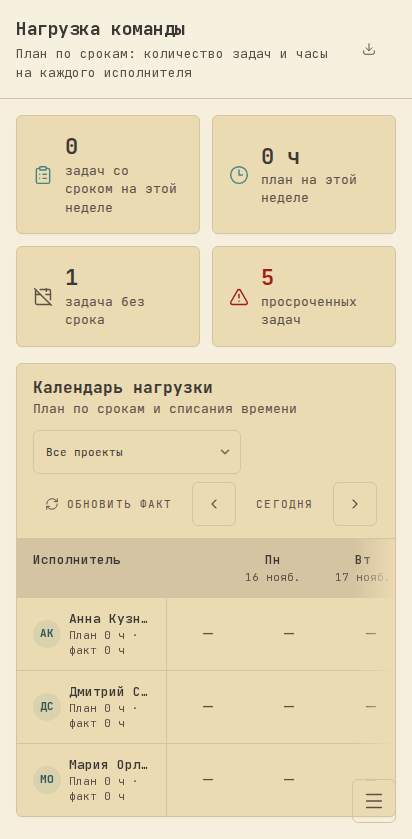 Нагрузка команды
План по срокам: количество задач и часы
на каждого исполнителя
0
задач со
сроком на этой
неделе
0 ч
план на этой
неделе
1
задача без
срока
5
просроченных
задач
Календарь нагрузки
План по срокам и списания времени
Все проекты
ОБНОВИТЬ ФАКТ
СЕГОДНЯ
Исполнитель
Пн
16 нояб.
Вт
17 нояб.
АК
Анна Кузн…
План 0 ч ·
факт 0 ч
—
—
—
ДС
Дмитрий С…
План 0 ч ·
факт 0 ч
—
—
—
МО
Мария Орл…
План 0 ч ·
факт 0 ч
—
—
—